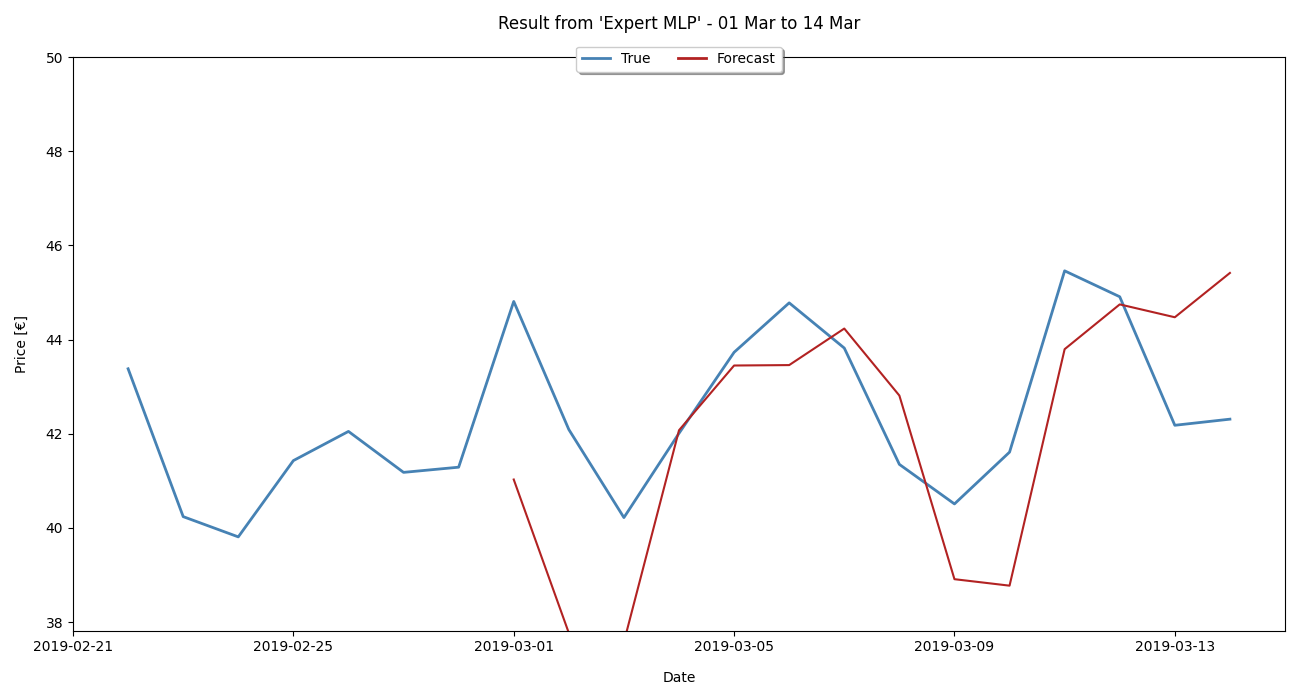 Result from 'Expert MLP' - 01 Mar to 14 Mar
True
Forecast
50
48
46
44
42
40
38
Price [€]
2019-02-21
2019-02-25
2019-03-01
2019-03-05
2019-03-09
2019-03-13
Date